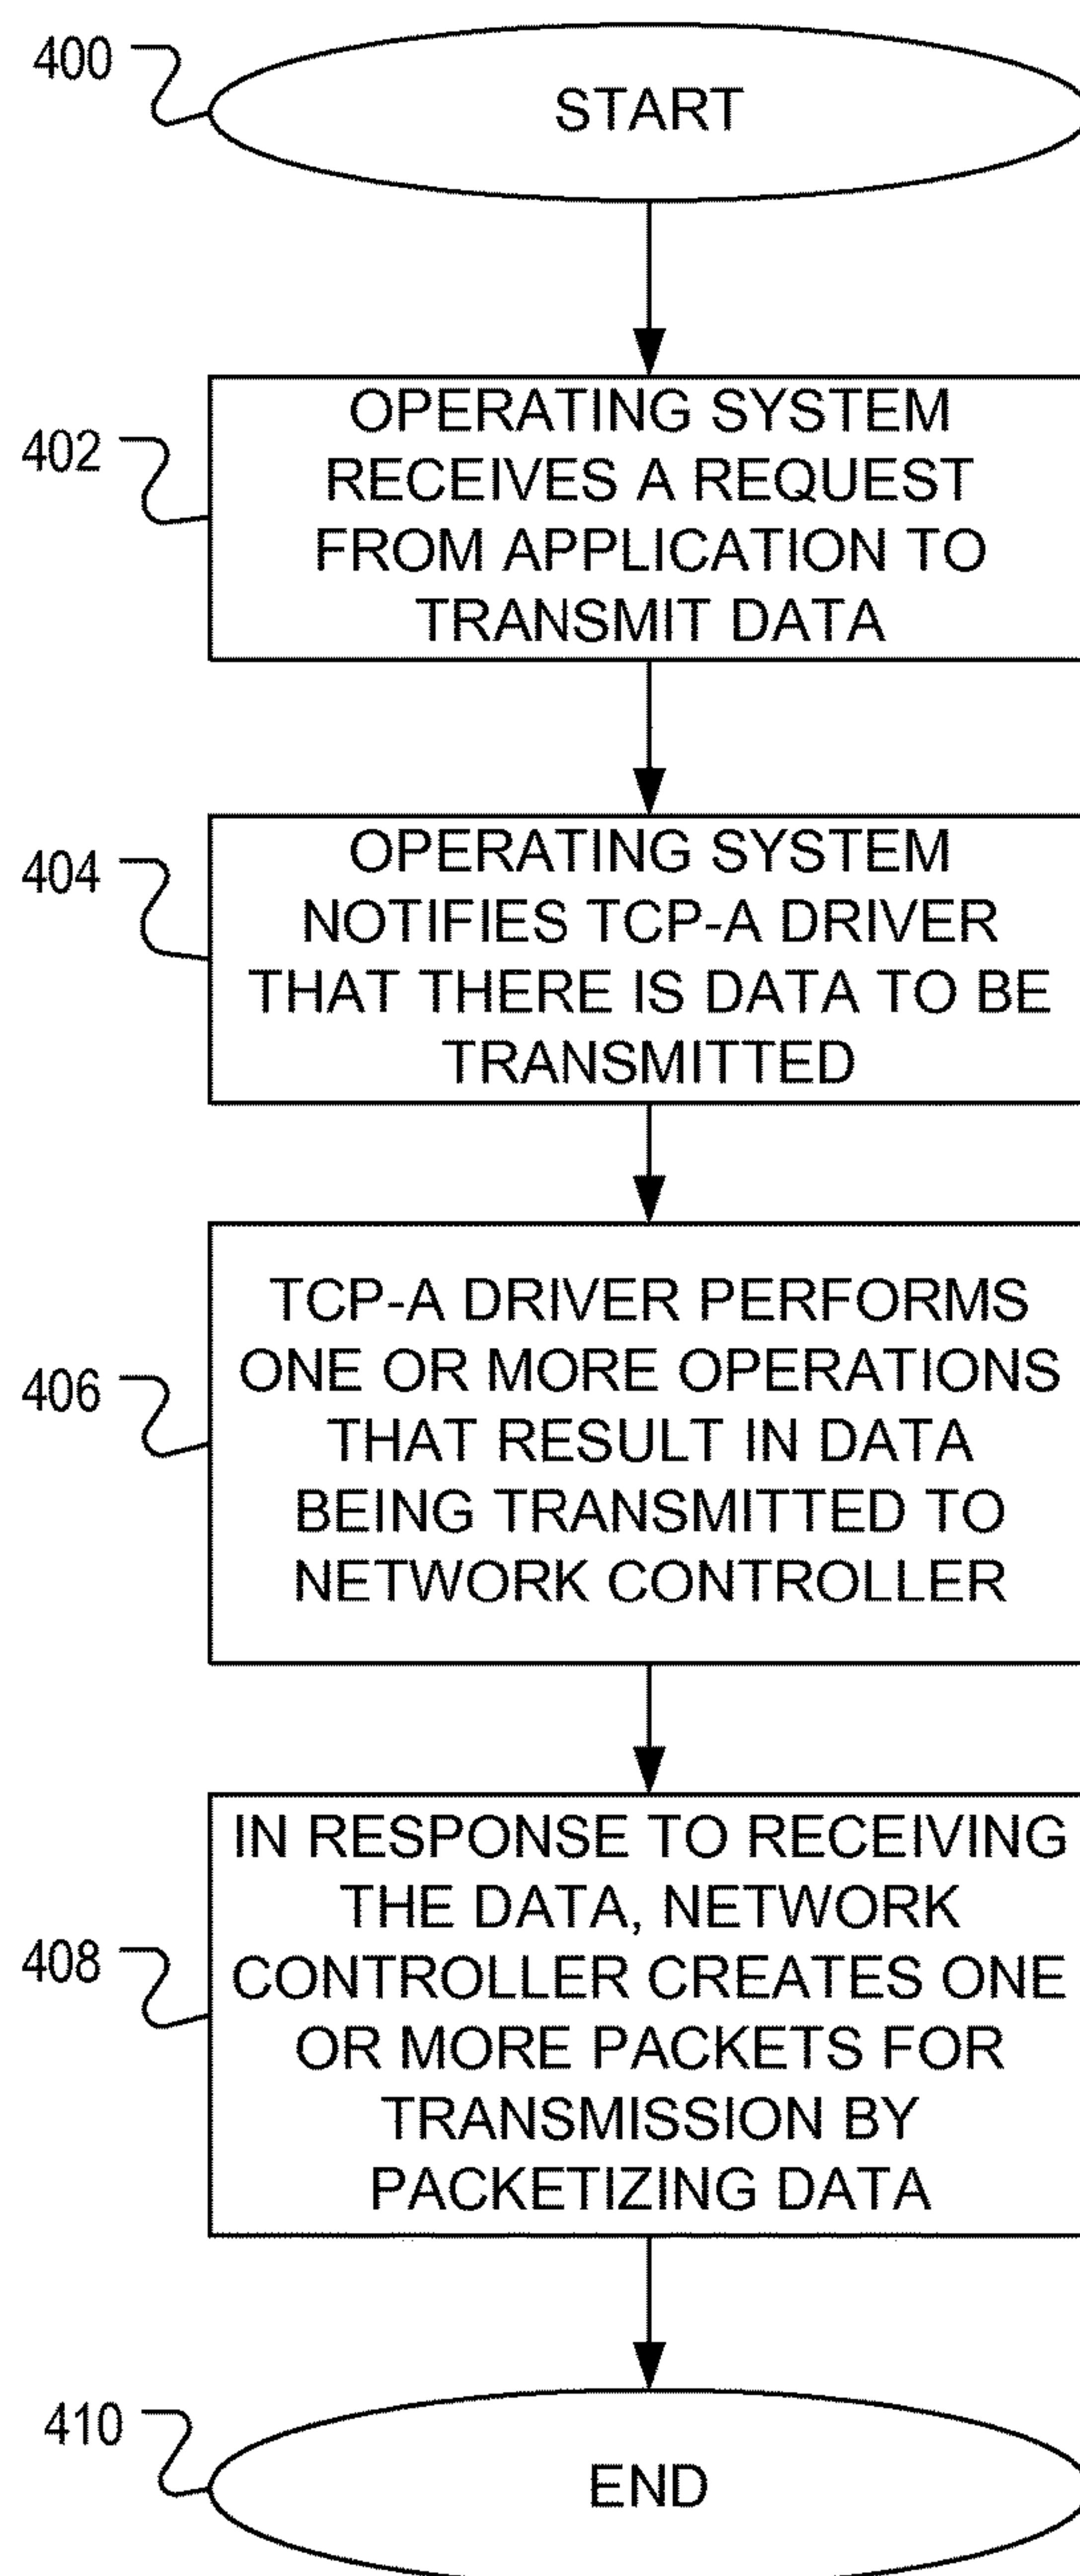 400
START
402
OPERATING SYSTEM
RECEIVES A REQUEST
FROM APPLICATION TO
TRANSMIT DATA
404
OPERATING SYSTEM
NOTIFIES TCP-A DRIVER
THAT THERE IS DATA TO BE
TRANSMITTED
406
TCP-A DRIVER PERFORMS
ONE OR MORE OPERATIONS
THAT RESULT IN DATA
BEING TRANSMITTED TO
NETWORK CONTROLLER
408
IN RESPONSE TO RECEIVING
THE DATA, NETWORK
CONTROLLER CREATES ONE
OR MORE PACKETS FOR
TRANSMISSION BY
PACKETIZING DATA
410
END